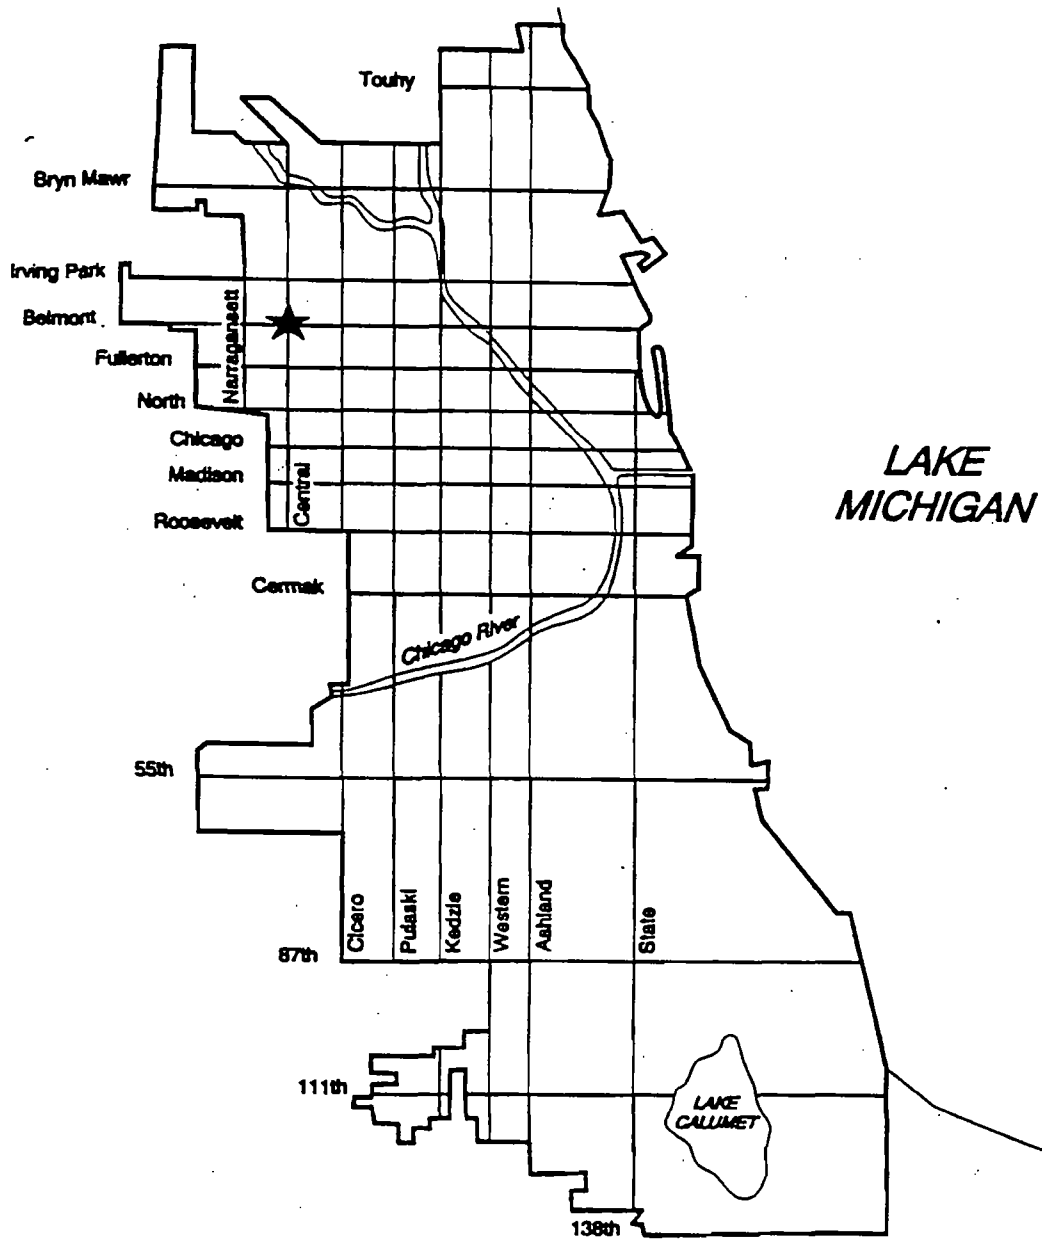 Touhy
Bryn Mawr
Irving Park
Belmont
Narragansett
Fullerton
North
Chicago
LAKE
MICHIGAN
Madison
Central
Roosevelt
Cermak
Chicago River
55th
Cicero
Pulaski
Kedzie
Western
Ashland
State
87th
111th
LAKE
CALUMET
138th